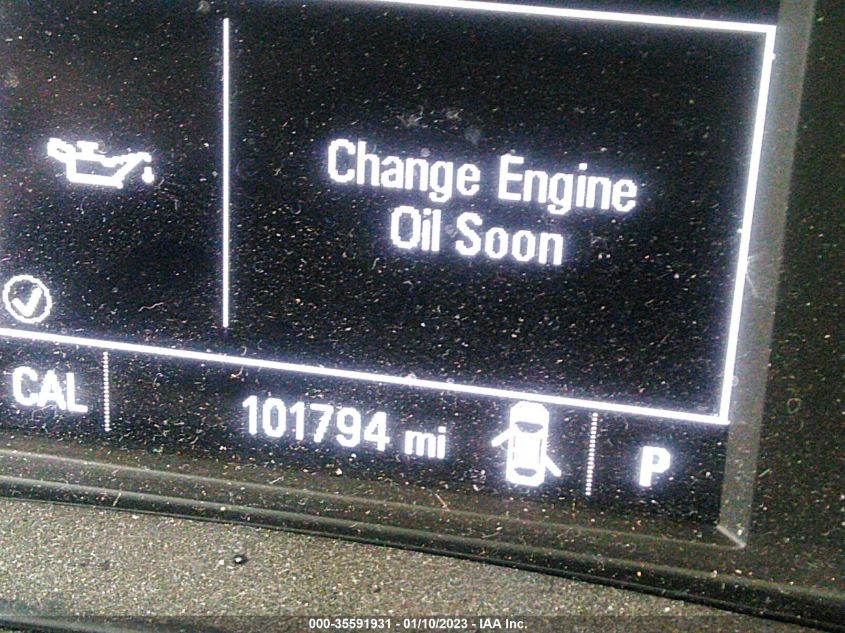 Change Engine
Oil Soon
CAL
101794 mi
P
000-35591931 - 01/10/2023 - IAA Inc.